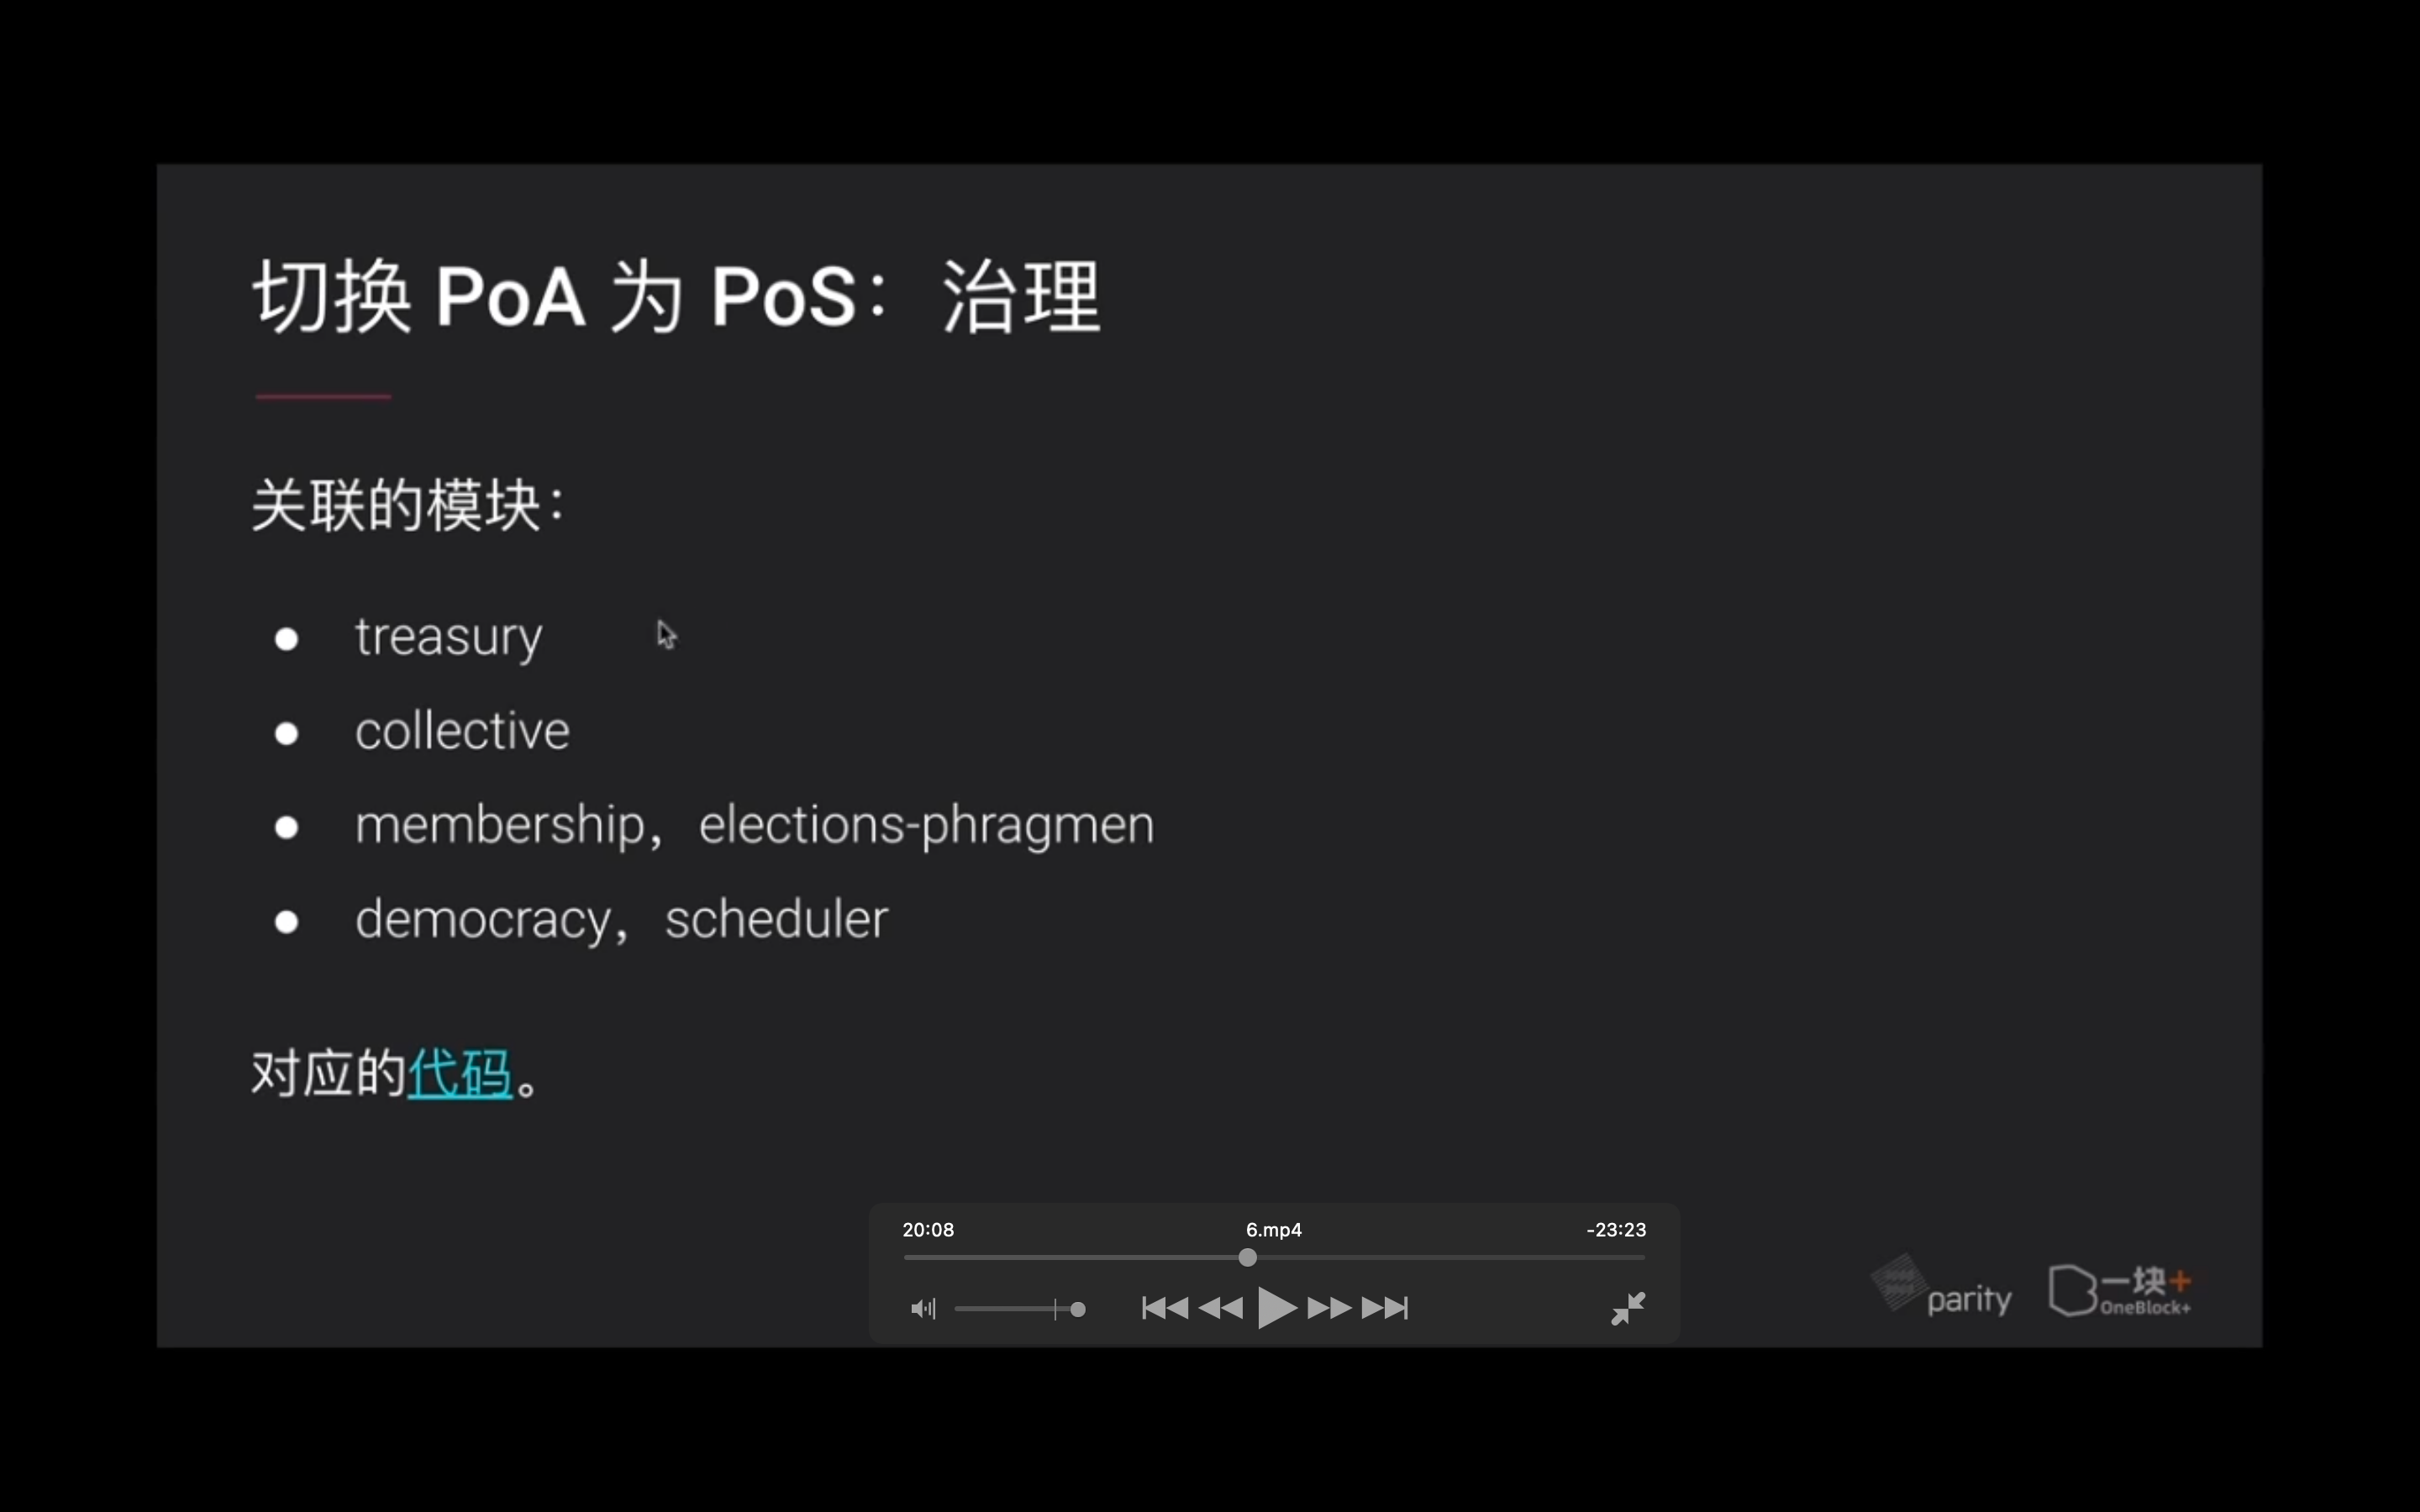 切换 PoA 为 PoS：治理
关联的模块：
● treasury
● collective
● membership，elections-phragmen
● democracy，scheduler
对应的代码。
20:08 6.mp4 -23:23
parity 一块+
OneBlock+